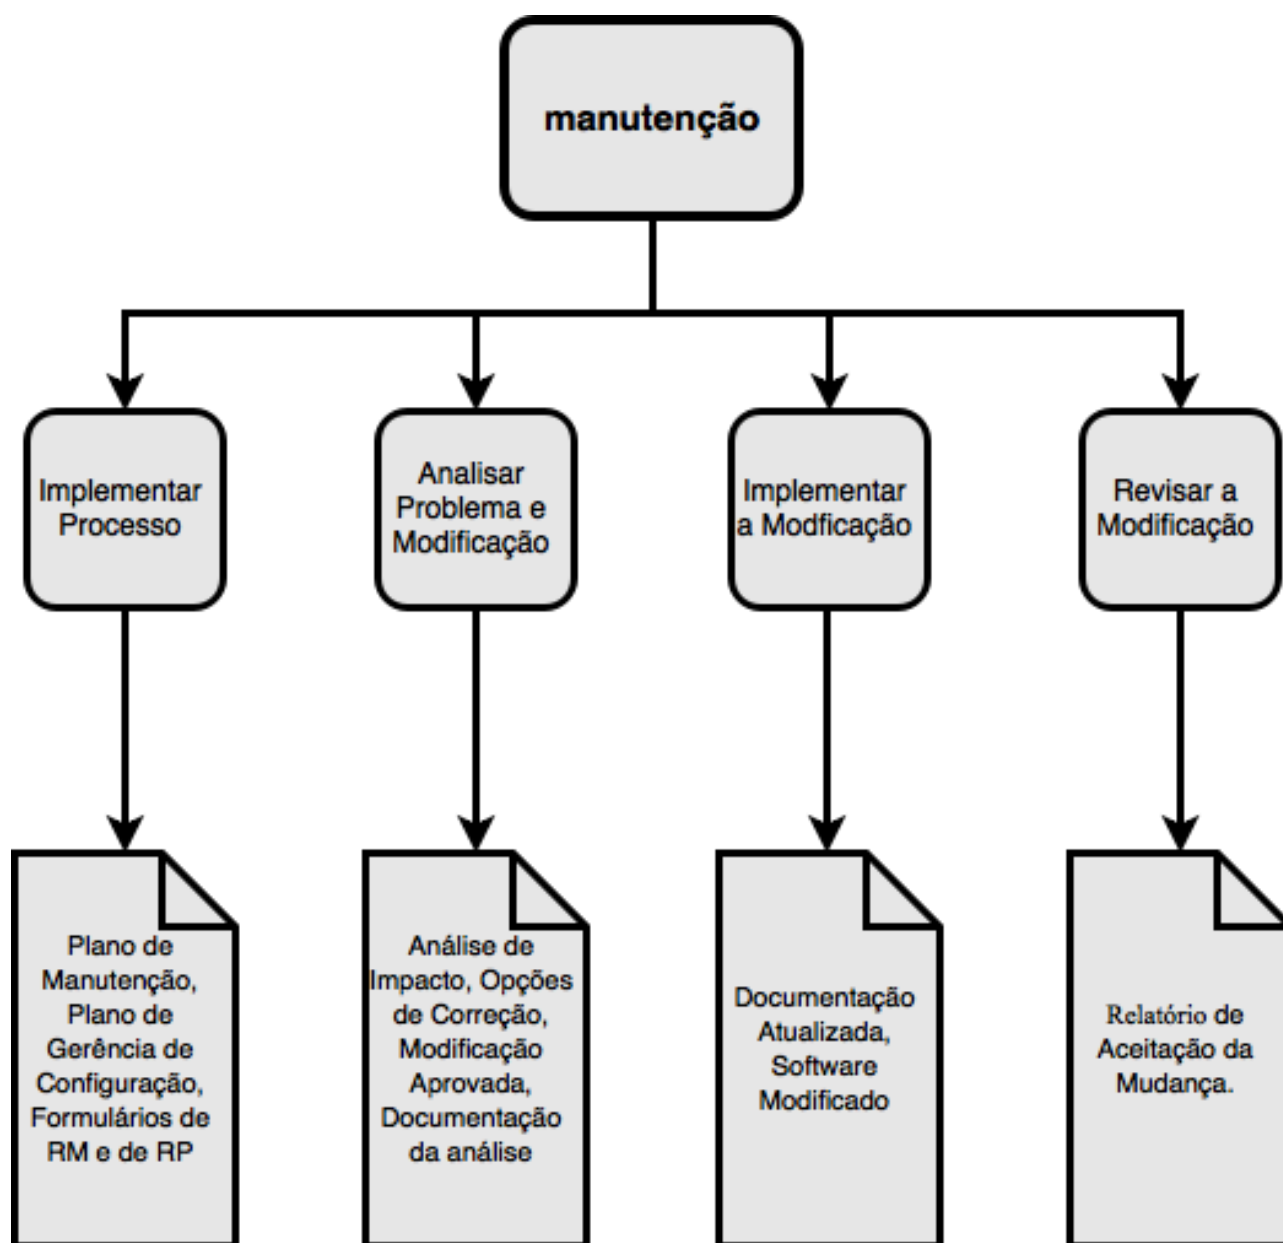 manutenção
Implementar
Processo
Analisar
Problema e
Modificação
Implementar
a Modficação
Revisar a
Modificação
Plano de
Manutenção,
Plano de
Gerência de
Configuração,
Formulários de
RM e de RP
Análise de
Impacto, Opções
de Correção,
Modificação
Aprovada,
Documentação
da análise
Documentação
Atualizada,
Software
Modificado
Relatório de
Aceitação da
Mudança.